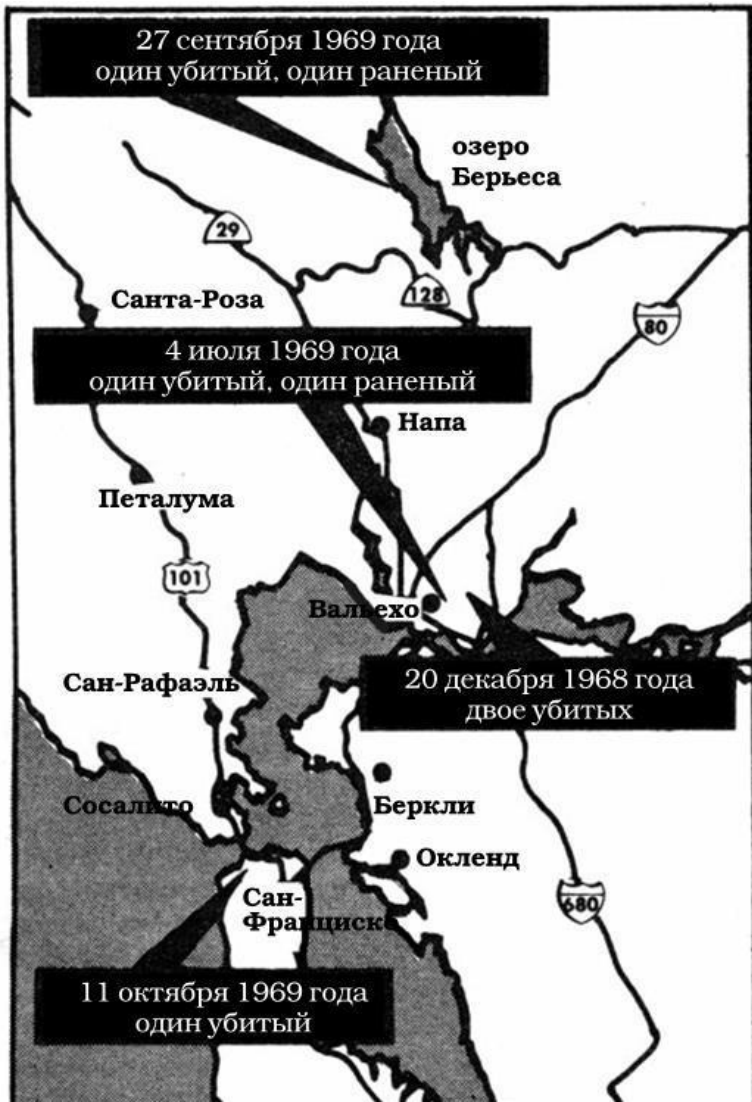 27 сентября 1969 года
один убитый, один раненый
озеро
Берьеса
29
128
Санта-Роза
80
4 июля 1969 года
один убитый, один раненый
Напа
Петалума
101
Вальехо
Сан-Рафаэль
20 декабря 1968 года
двое убитых
Сосалито
Беркли
Окленд
Сан-
Франциско
680
11 октября 1969 года
один убитый